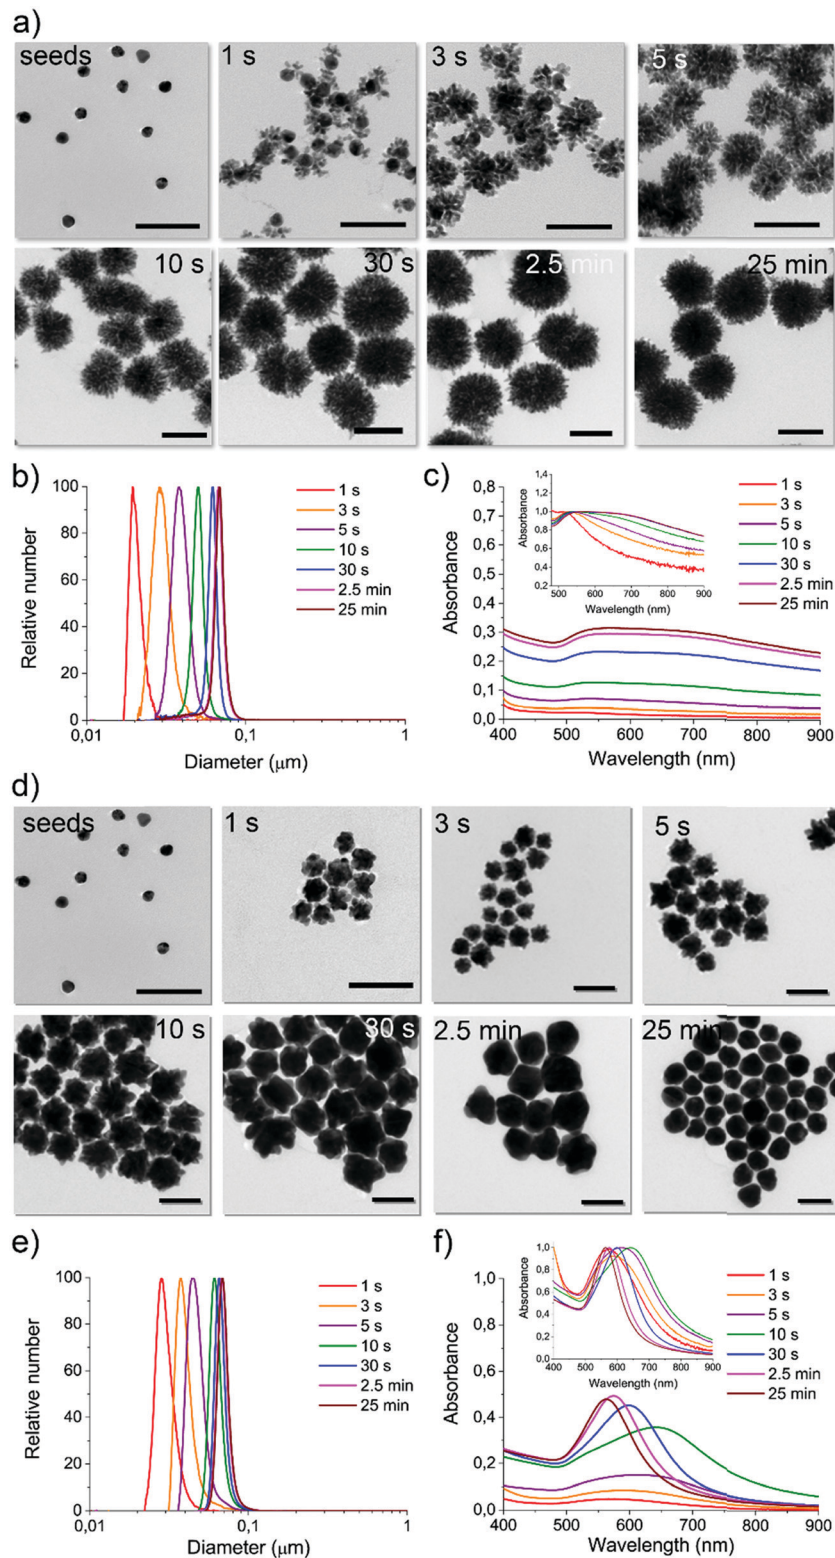 a)
seeds
1 s
3 s
5 s
10 s
30 s
2.5 min
25 min
b)
100
80
60
40
20
0
0,01
0,1
1
Relative number
Diameter (μm)
1 s
3 s
5 s
10 s
30 s
2.5 min
25 min
c)
0,8
0,7
0,6
0,5
0,4
0,3
0,2
0,1
0,0
400
500
600
700
800
900
Absorbance
Wavelength (nm)
1,4
1,2
1,0
0,8
0,6
0,4
0,2
500
600
700
800
900
Absorbance
Wavelength (nm)
1 s
3 s
5 s
10 s
30 s
2.5 min
25 min
d)
seeds
1 s
3 s
5 s
10 s
30 s
2.5 min
25 min
e)
100
80
60
40
20
0
0,01
0,1
1
Relative number
Diameter (μm)
1 s
3 s
5 s
10 s
30 s
2.5 min
25 min
f)
1,0
0,8
0,6
0,4
0,2
0,0
400
500
600
700
800
900
Absorbance
Wavelength (nm)
1,0
0,8
0,6
0,4
0,2
0,0
400
500
600
700
800
900
Absorbance
Wavelength (nm)
1 s
3 s
5 s
10 s
30 s
2.5 min
25 min